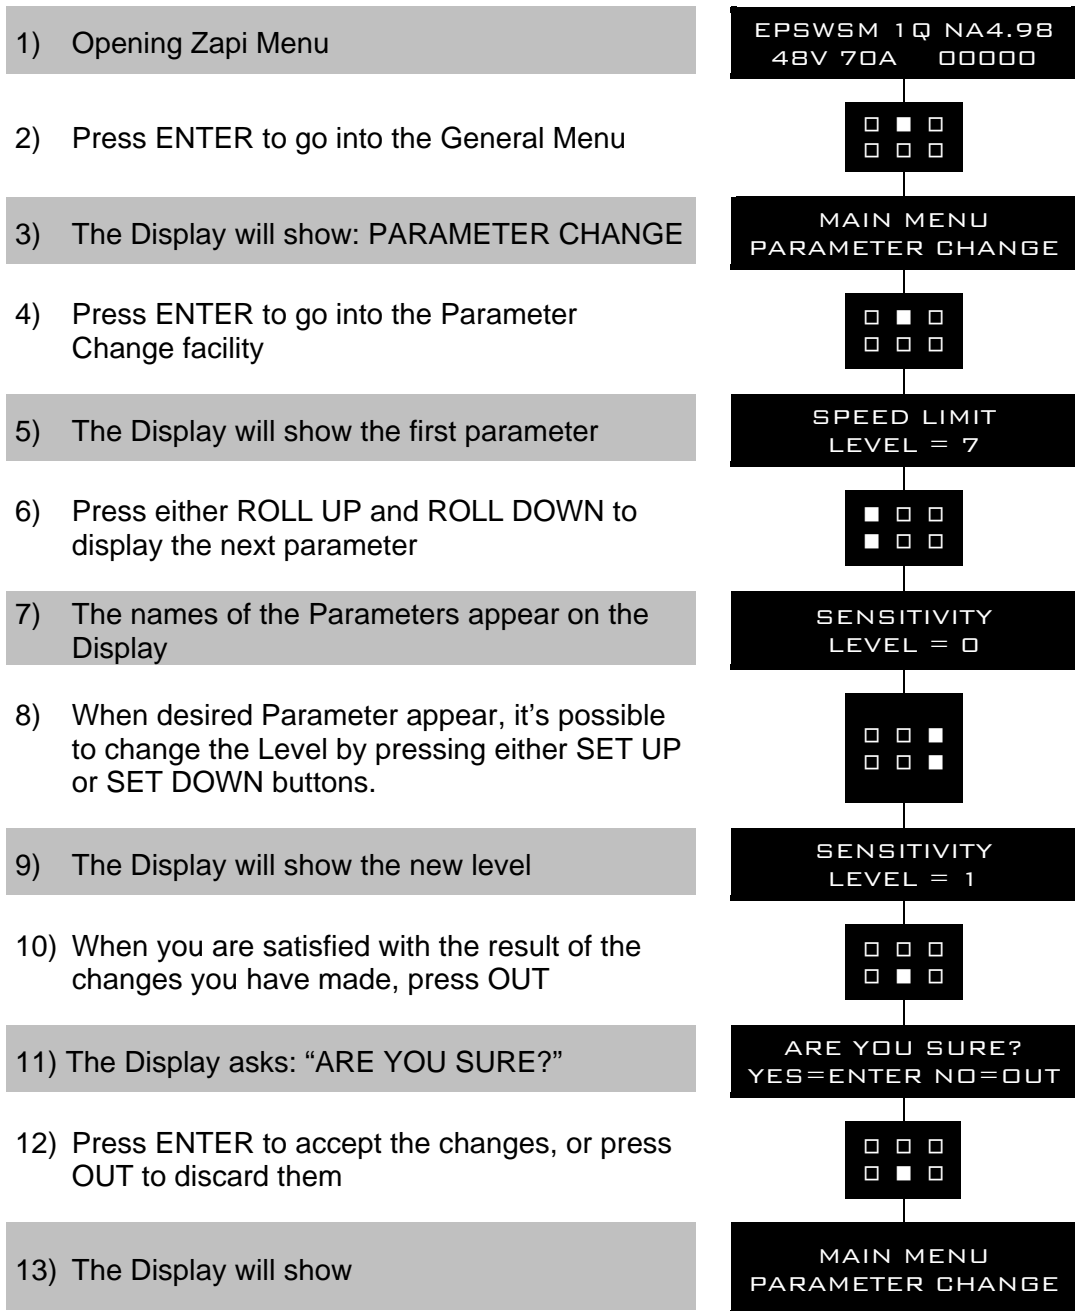 1) Opening Zapi Menu
EPSWSM 1Q NA4.98
48V 70A 00000
2) Press ENTER to go into the General Menu
3) The Display will show: PARAMETER CHANGE
MAIN MENU
PARAMETER CHANGE
4) Press ENTER to go into the Parameter
Change facility
5) The Display will show the first parameter
SPEED LIMIT
LEVEL = 7
6) Press either ROLL UP and ROLL DOWN to
display the next parameter
7) The names of the Parameters appear on the
Display
SENSITIVITY
LEVEL = 0
8) When desired Parameter appear, it's possible
to change the Level by pressing either SET UP
or SET DOWN buttons.
9) The Display will show the new level
SENSITIVITY
LEVEL = 1
10) When you are satisfied with the result of the
changes you have made, press OUT
11) The Display asks: “ARE YOU SURE?”
ARE YOU SURE?
YES=ENTER NO=OUT
12) Press ENTER to accept the changes, or press
OUT to discard them
13) The Display will show
MAIN MENU
PARAMETER CHANGE